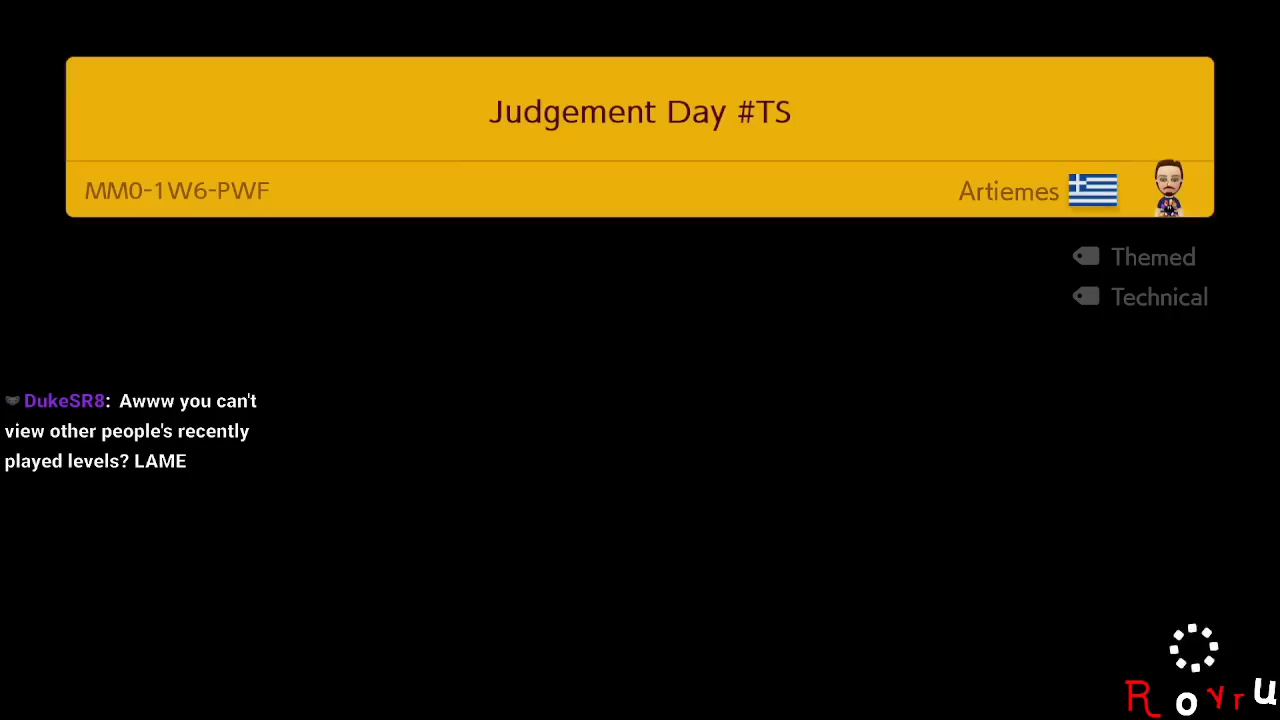 Judgement Day #TS
MM0-1W6-PWF
Artiemes
Themed
Technical
DukeSR8: Awww you can't
view other people's recently
played levels? LAME
Royru